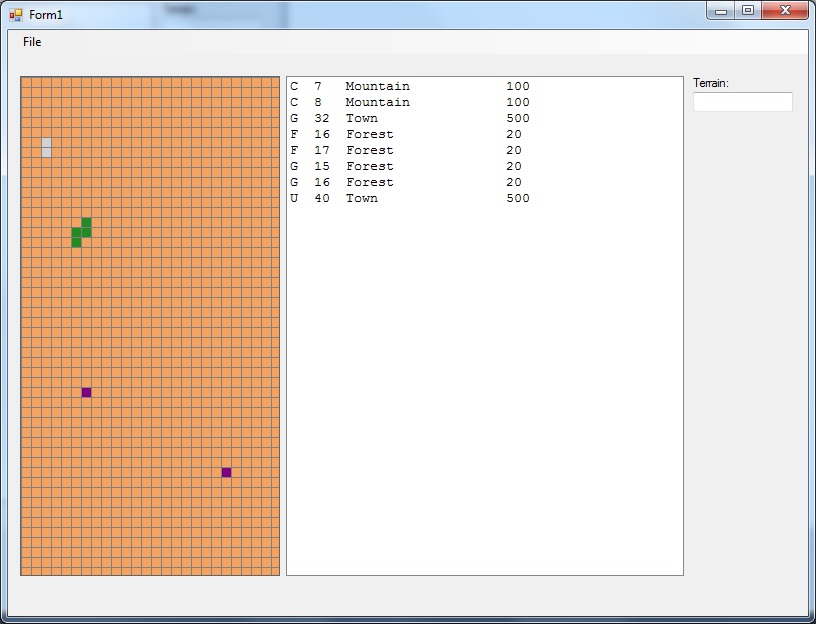 Form1
File
C 7 Mountain 100
C 8 Mountain 100
G 32 Town 500
F 16 Forest 20
F 17 Forest 20
G 15 Forest 20
G 16 Forest 20
U 40 Town 500
Terrain: